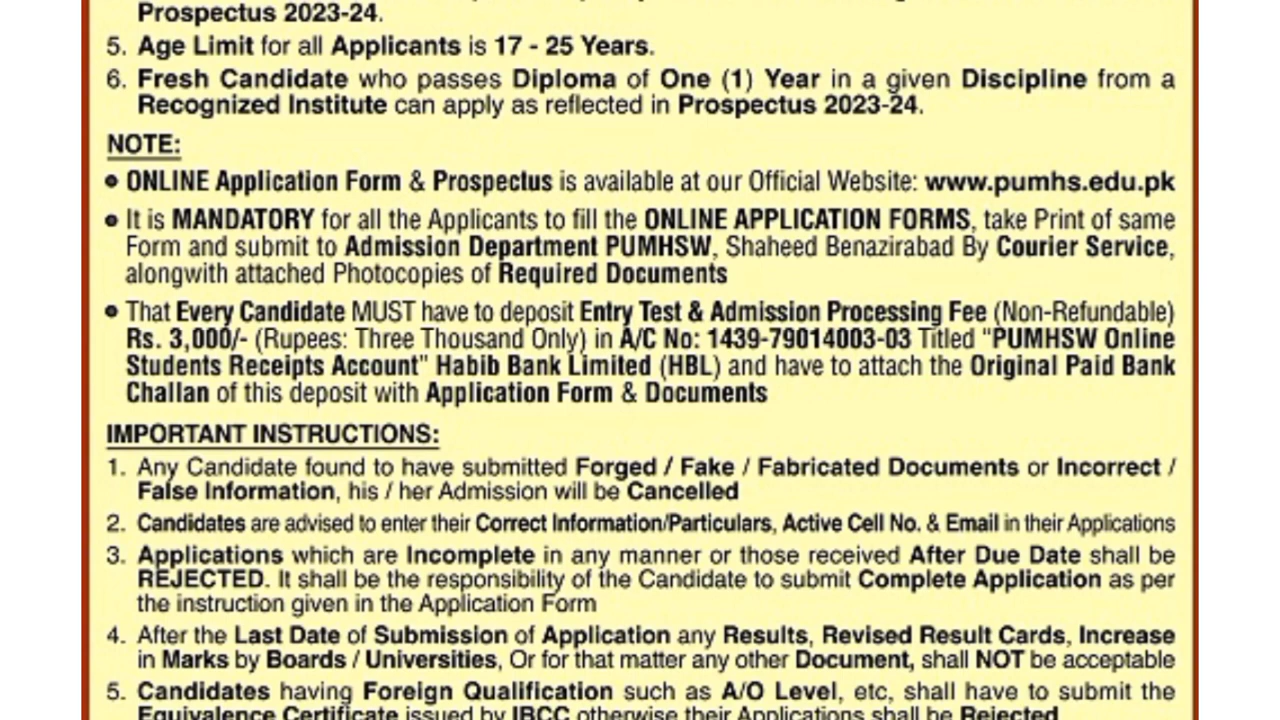 Prospectus 2023-24.
5. Age Limit for all Applicants is 17 - 25 Years.
6. Fresh Candidate who passes Diploma of One (1) Year in a given Discipline from a
Recognized Institute can apply as reflected in Prospectus 2023-24.
NOTE:
• ONLINE Application Form & Prospectus is available at our Official Website: www.pumhs.edu.pk
• It is MANDATORY for all the Applicants to fill the ONLINE APPLICATION FORMS, take Print of same
Form and submit to Admission Department PUMHSW, Shaheed Benazirabad By Courier Service,
alongwith attached Photocopies of Required Documents
• That Every Candidate MUST have to deposit Entry Test & Admission Processing Fee (Non-Refundable)
Rs. 3,000/- (Rupees: Three Thousand Only) in A/C No: 1439-79014003-03 Titled "PUMHSW Online
Students Receipts Account" Habib Bank Limited (HBL) and have to attach the Original Paid Bank
Challan of this deposit with Application Form & Documents
IMPORTANT INSTRUCTIONS:
1. Any Candidate found to have submitted Forged / Fake / Fabricated Documents or Incorrect /
False Information, his / her Admission will be Cancelled
2. Candidates are advised to enter their Correct Information/Particulars, Active Cell No. & Email in their Applications
3. Applications which are Incomplete in any manner or those received After Due Date shall be
REJECTED. It shall be the responsibility of the Candidate to submit Complete Application as per
the instruction given in the Application Form
4. After the Last Date of Submission of Application any Results, Revised Result Cards, Increase
in Marks by Boards / Universities, Or for that matter any other Document, shall NOT be acceptable
5. Candidates having Foreign Qualification such as A/O Level, etc, shall have to submit the
Equivalence Certificate issued by IBCC otherwise their Applications shall be Rejected